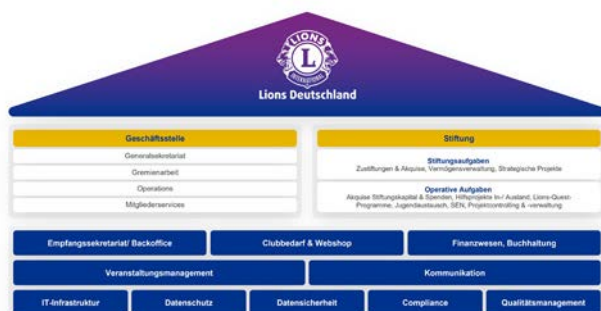 LIONS
L
INTERNATIONAL
Lions Deutschland
Geschäftsstelle
Generalsekretariat
Gremienarbeit
Operations
Mitgliederservices
Stiftung
Stiftungsaufgaben
Zustiftungen & Akquise, Vermögensverwaltung, Strategische Projekte
Operative Aufgaben
Akquise Stiftungskapital & Spenden, Hilfsprojekte In-/ Ausland, Lions-Quest-
Programme, Jugendaustausch, SEN, Projektcontrolling & -verwaltung
Empfangssekretariat/ Backoffice
Clubbedarf & Webshop
Finanzwesen, Buchhaltung
Veranstaltungsmanagement
Kommunikation
IT-Infrastruktur
Datenschutz
Datensicherheit
Compliance
Qualitätsmanagement